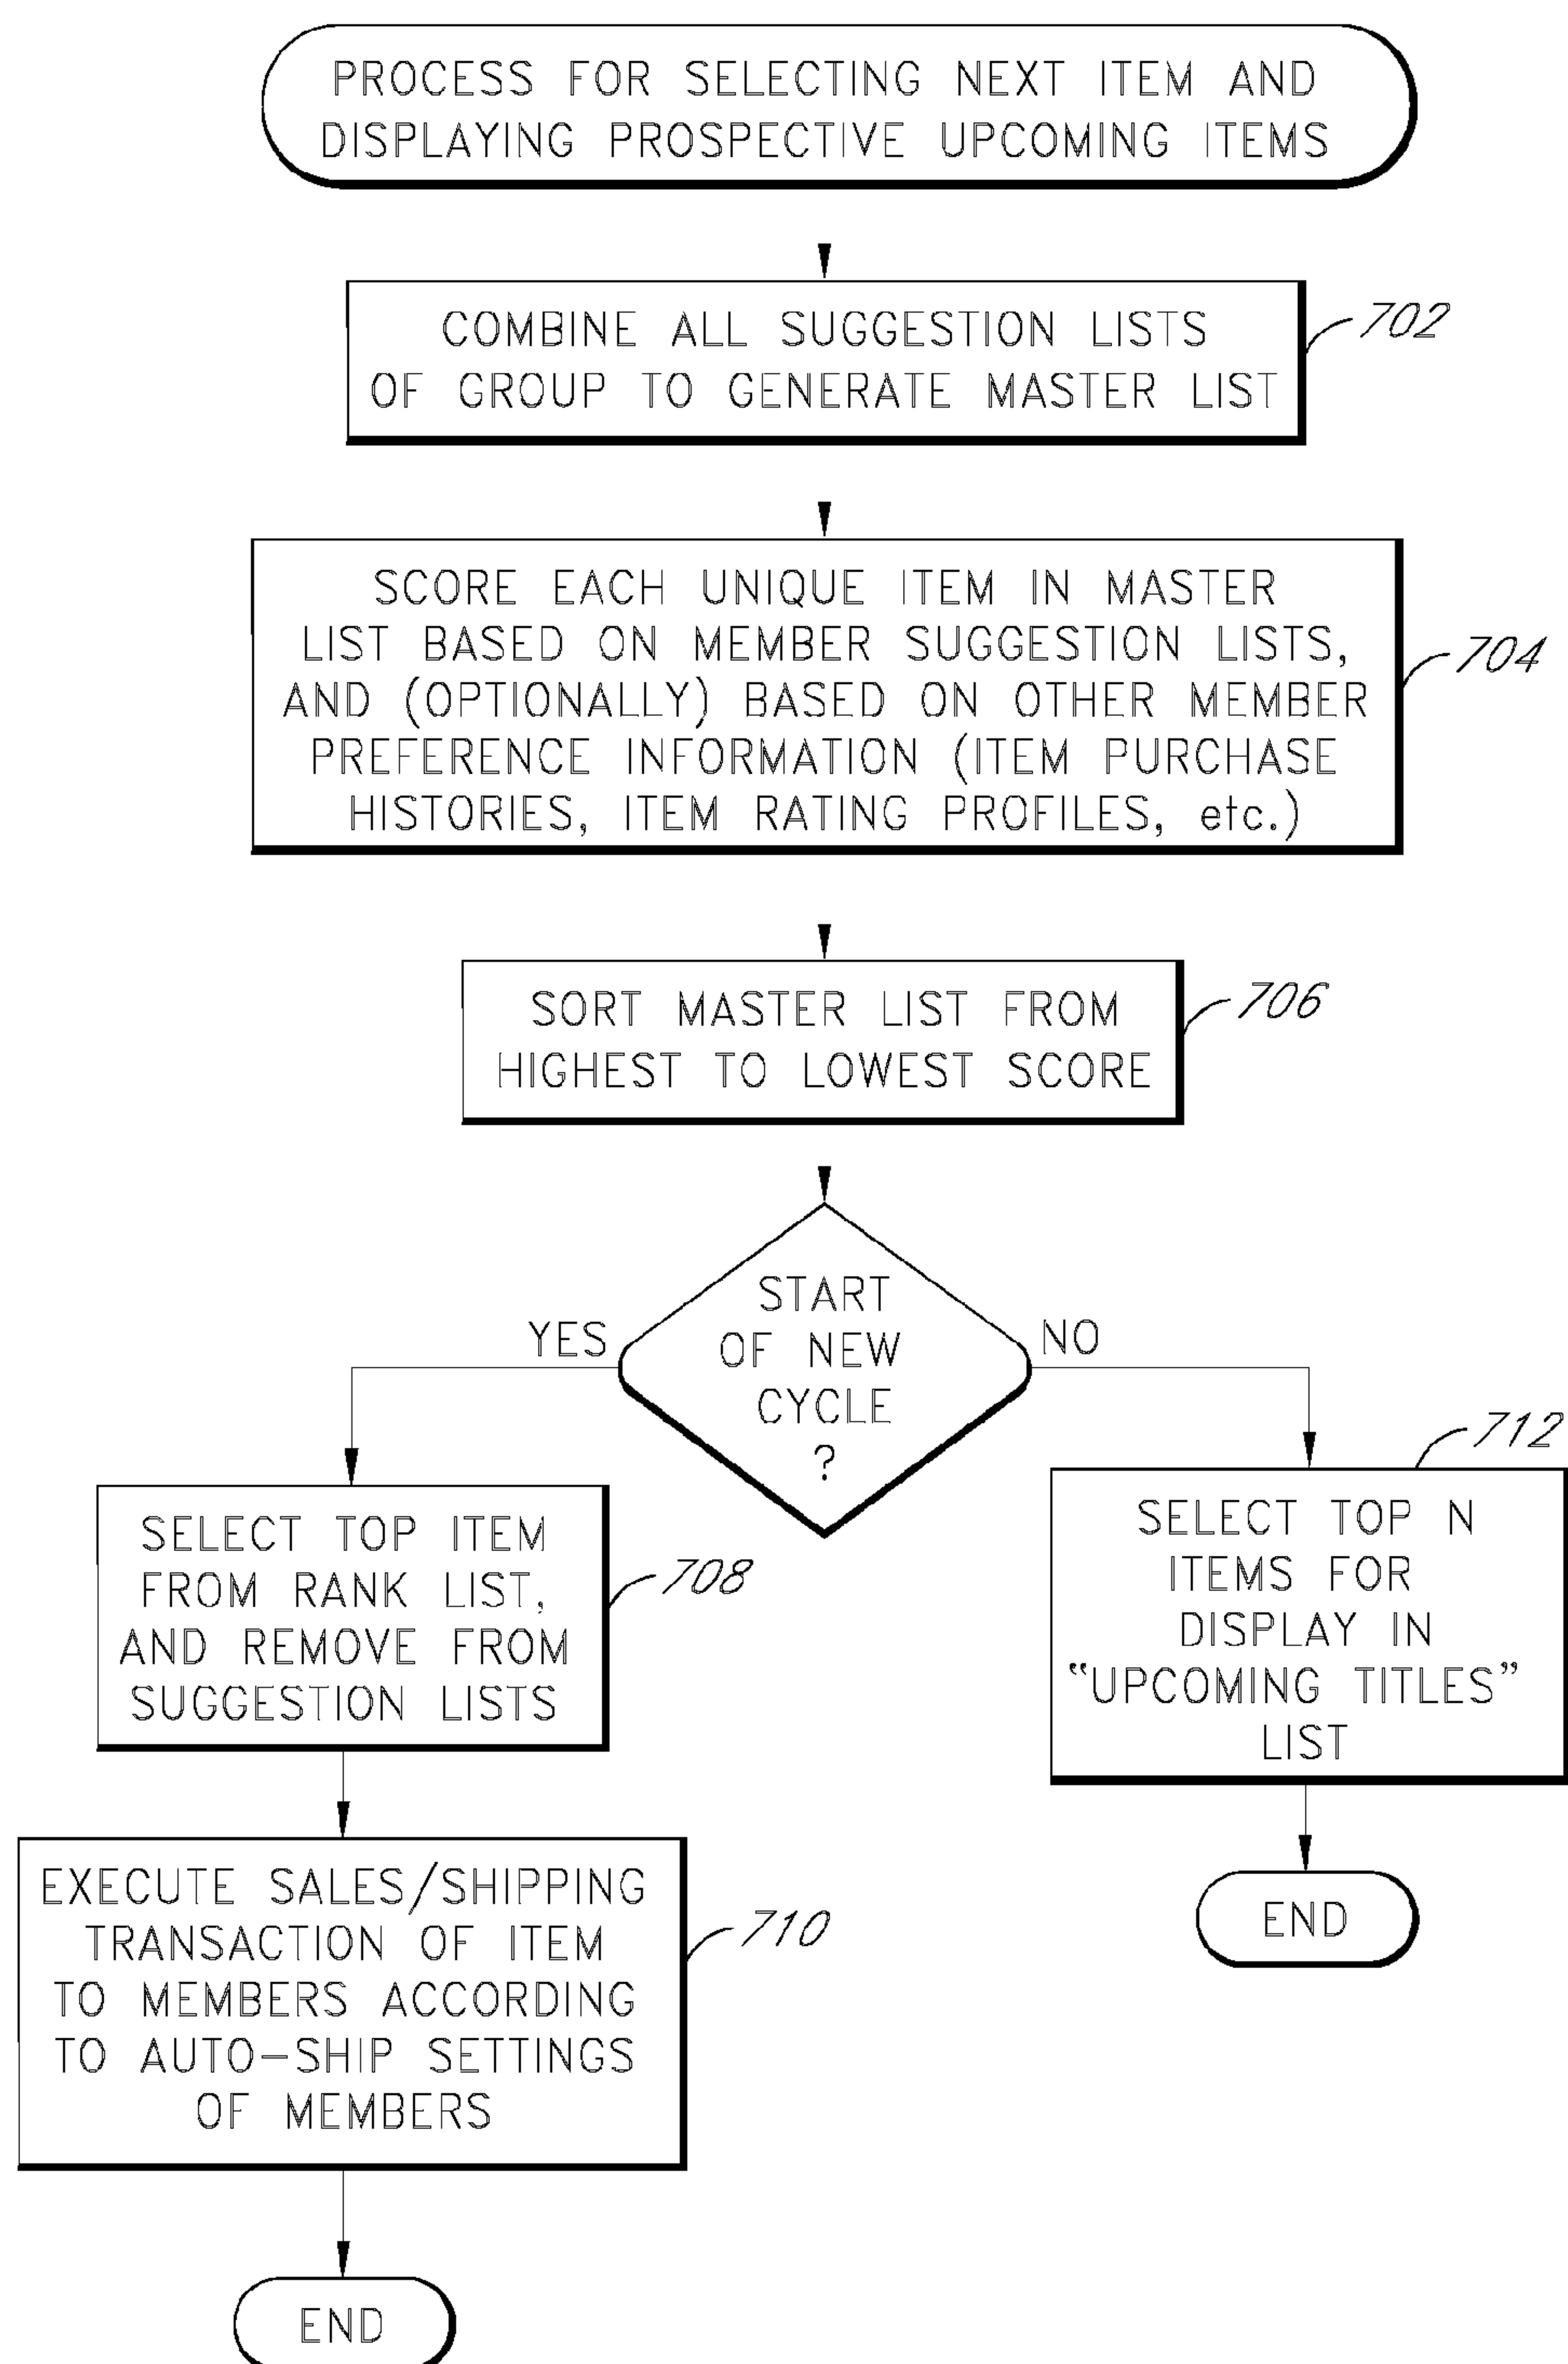 PROCESS FOR SELECTING NEXT ITEM AND
DISPLAYING PROSPECTIVE UPCOMING ITEMS
COMBINE ALL SUGGESTION LISTS
OF GROUP TO GENERATE MASTER LIST
702
SCORE EACH UNIQUE ITEM IN MASTER
LIST BASED ON MEMBER SUGGESTION LISTS,
AND (OPTIONALLY) BASED ON OTHER MEMBER
PREFERENCE INFORMATION (ITEM PURCHASE
HISTORIES, ITEM RATING PROFILES, etc.)
704
SORT MASTER LIST FROM
HIGHEST TO LOWEST SCORE
706
START
OF NEW
CYCLE
?
YES
NO
SELECT TOP ITEM
FROM RANK LIST,
AND REMOVE FROM
SUGGESTION LISTS
708
EXECUTE SALES/SHIPPING
TRANSACTION OF ITEM
TO MEMBERS ACCORDING
TO AUTO-SHIP SETTINGS
OF MEMBERS
710
END
712
SELECT TOP N
ITEMS FOR
DISPLAY IN
“UPCOMING TITLES”
LIST
END